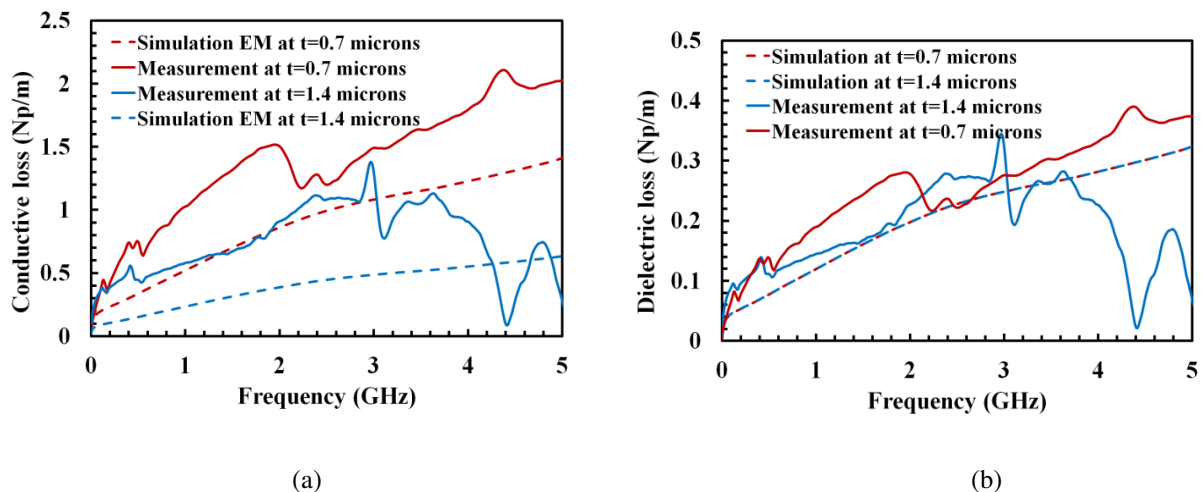 2.5
2
1.5
1
0.5
0
Conductive loss (Np/m)
Simulation EM at t=0.7 microns
Measurement at t=0.7 microns
Measurement at t=1.4 microns
Simulation EM at t=1.4 microns
0 1 2 3 4 5
Frequency (GHz)
(a)
0.5
0.4
0.3
0.2
0.1
0
Dielectric loss (Np/m)
Simulation at t=0.7 microns
Simulation at t=1.4 microns
Measurement at t=1.4 microns
Measurement at t=0.7 microns
0 1 2 3 4 5
Frequency (GHz)
(b)